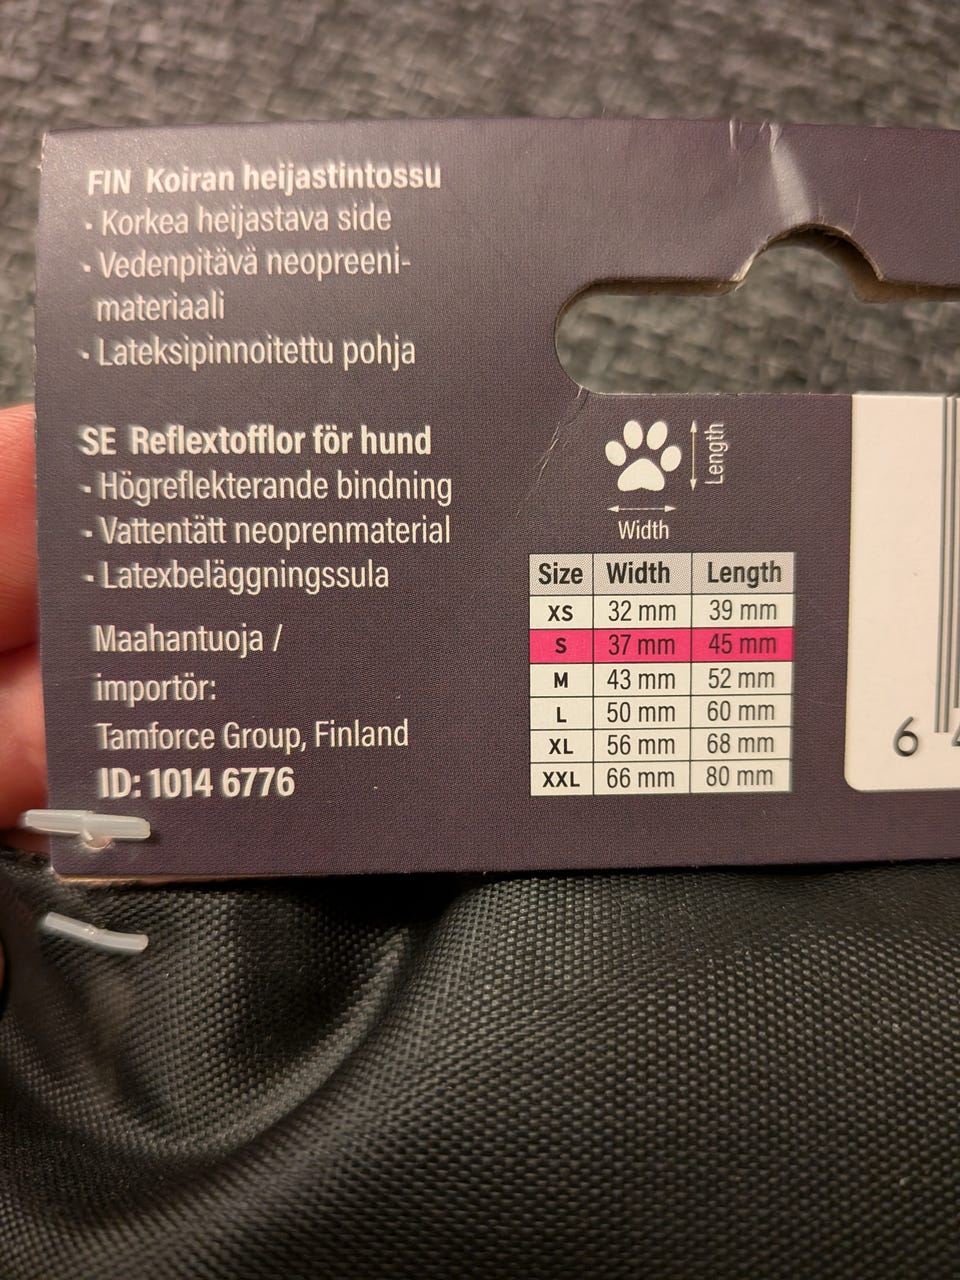 FIN Koiran heijastintossu
- Korkea heijastava side
- Vedenpitävä neopreeni-
materiaali
- Lateksipinnoitettu pohja
SE Reflextofflor för hund
- Högreflekterande bindning
- Vattentätt neoprenmaterial
- Latexbeläggningssula
Maahantuoja /
importör:
Tamforce Group, Finland
ID: 1014 6776
Length
Width
Size Width Length
XS 32 mm 39 mm
S 37 mm 45 mm
M 43 mm 52 mm
L 50 mm 60 mm
XL 56 mm 68 mm
XXL 66 mm 80 mm
6